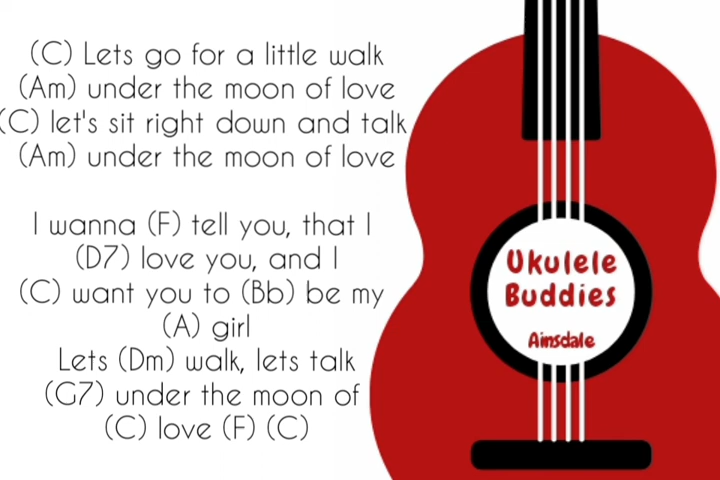 (C) Lets go for a little walk
(Am) under the moon of love
(C) let's sit right down and talk
(Am) under the moon of love
I wanna (F) tell you, that I
(D7) love you, and I
(C) want you to (Bb) be my
(A) girl
Lets (Dm) walk, lets talk
(G7) under the moon of
(C) love (F) (C)
Ukulele
Buddies
Ainsdale